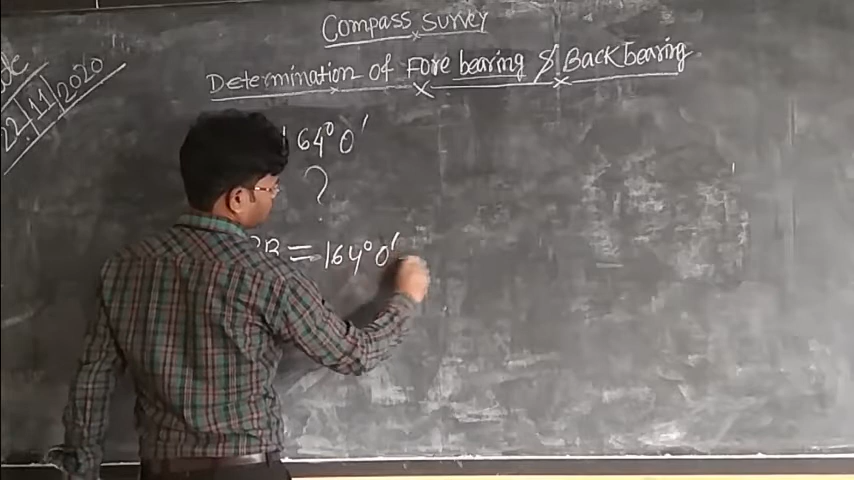 Compass survey
Determination of Fore bearing & Back bearing
22/11/2020
164° 0'
?
= 164° 0'